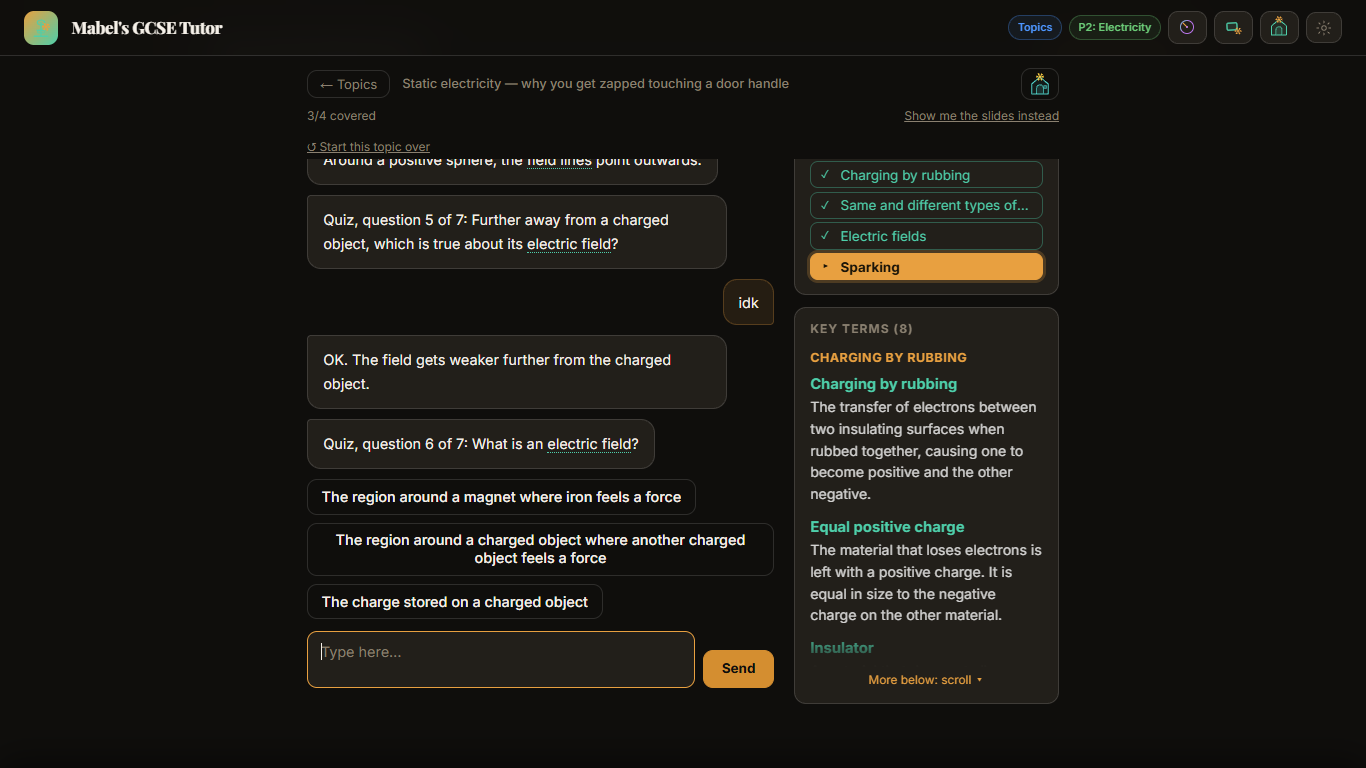 Mabel's GCSE Tutor
Topics
P2: Electricity
← Topics
Static electricity — why you get zapped touching a door handle
3/4 covered
Show me the slides instead
↺ Start this topic over
Around a positive sphere, the field lines point outwards.
Quiz, question 5 of 7: Further away from a charged
object, which is true about its electric field?
idk
OK. The field gets weaker further from the charged
object.
Quiz, question 6 of 7: What is an electric field?
The region around a magnet where iron feels a force
The region around a charged object where another charged
object feels a force
The charge stored on a charged object
Type here...
Send
✓ Charging by rubbing
✓ Same and different types of...
✓ Electric fields
‣ Sparking
KEY TERMS (8)
CHARGING BY RUBBING
Charging by rubbing
The transfer of electrons between
two insulating surfaces when
rubbed together, causing one to
become positive and the other
negative.
Equal positive charge
The material that loses electrons is
left with a positive charge. It is
equal in size to the negative
charge on the other material.
Insulator
More below: scroll ▾